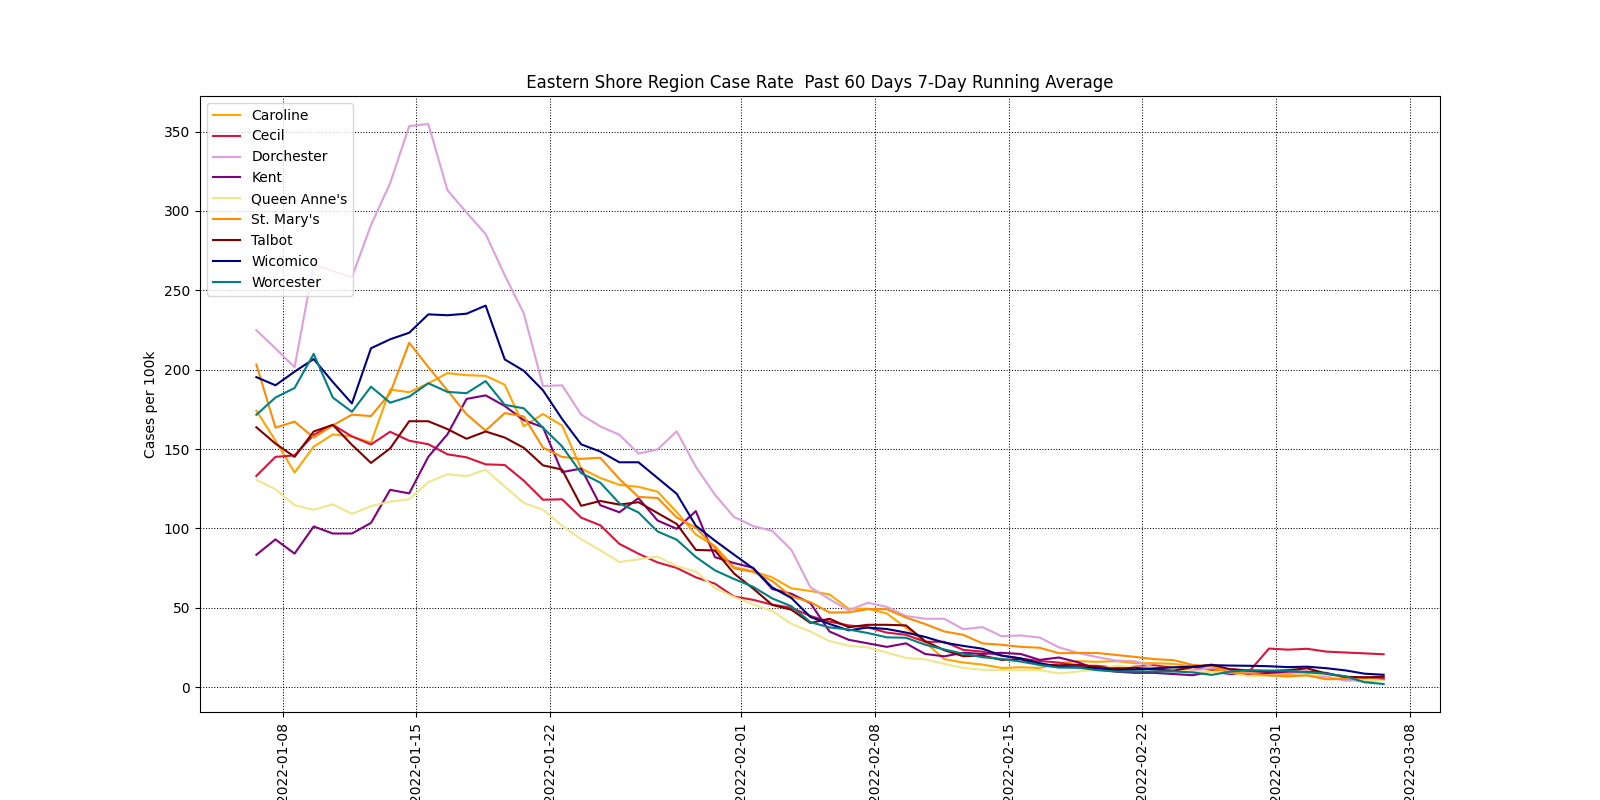 Eastern Shore Region Case Rate  Past 60 Days 7-Day Running Average
Caroline
Cecil
Dorchester
Kent
Queen Anne's
St. Mary's
Talbot
Wicomico
Worcester
350
300
250
200
150
100
50
0
Cases per 100k
2022-01-08
2022-01-15
2022-01-22
2022-02-01
2022-02-08
2022-02-15
2022-02-22
2022-03-01
2022-03-08